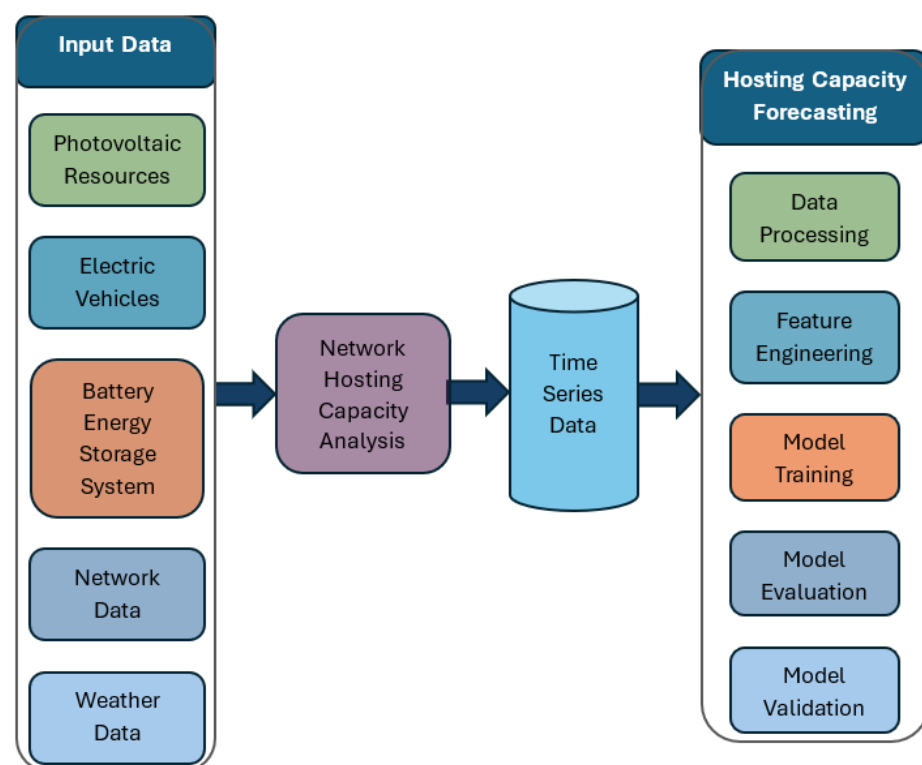 Input Data
Photovoltaic
Resources
Electric
Vehicles
Battery
Energy
Storage
System
Network
Data
Weather
Data
Network
Hosting
Capacity
Analysis
Time
Series
Data
Hosting Capacity
Forecasting
Data
Processing
Feature
Engineering
Model
Training
Model
Evaluation
Model
Validation